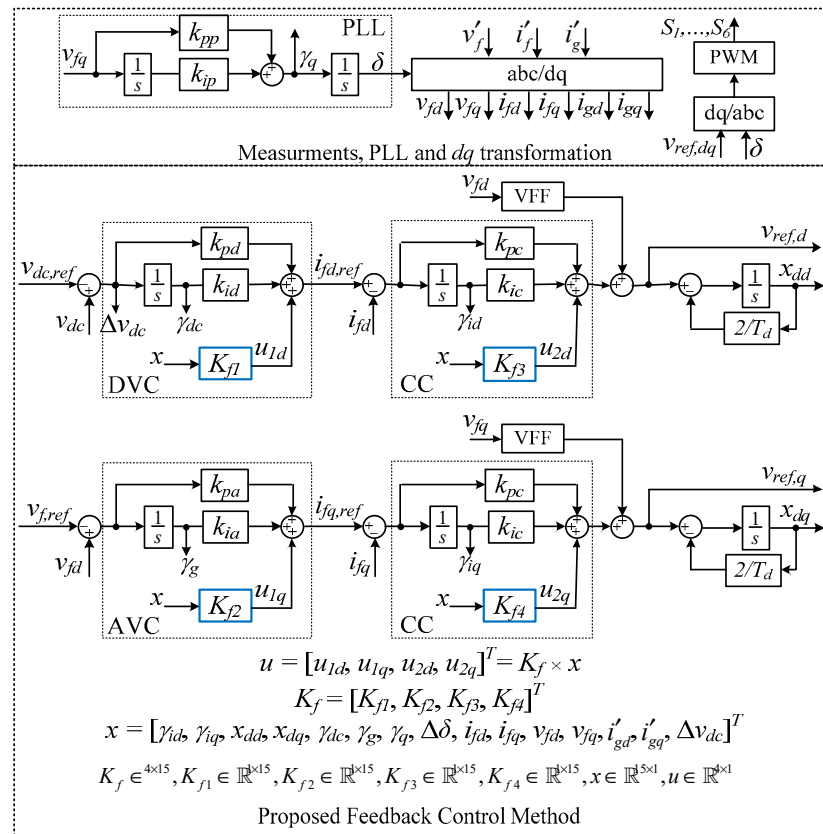 PLL
k_pp
v_fq
1/s
k_ip
γ_q
1/s
δ
v′_f i′_f i′_g
abc/dq
v_fd v_fq i_fd i_fq i_gd i_gq
S_1,...,S_6
PWM
dq/abc
v_ref,dq δ
Measurments, PLL and dq transformation
v_fd
VFF
v_dc,ref
v_dc
Δv_dc
k_pd
1/s
k_id
γ_dc
x
K_f1
u_1d
DVC
i_fd,ref
i_fd
k_pc
1/s
k_ic
γ_id
x
K_f3
u_2d
CC
v_ref,d
1/s
x_dd
2/T_d
v_fq
VFF
v_f,ref
v_fd
k_pa
1/s
k_ia
γ_g
x
K_f2
u_1q
AVC
i_fq,ref
i_fq
k_pc
1/s
k_ic
γ_iq
x
K_f4
u_2q
CC
v_ref,q
1/s
x_dq
2/T_d
u = [u_1d, u_1q, u_2d, u_2q]^T = K_f × x
K_f = [K_f1, K_f2, K_f3, K_f4]^T
x = [γ_id, γ_iq, x_dd, x_dq, γ_dc, γ_g, γ_q, Δδ, i_fd, i_fq, v_fd, v_fq, i′_gd, i′_gq, Δv_dc]^T
K_f ∈ ^4×15, K_f1 ∈ ℝ^1×15, K_f2 ∈ ℝ^1×15, K_f3 ∈ ℝ^1×15, K_f4 ∈ ℝ^1×15, x ∈ ℝ^15×1, u ∈ ℝ^4×1
Proposed Feedback Control Method